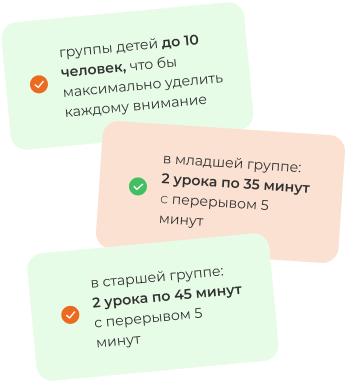 группы детей до 10
человек, что бы
максимально уделить
каждому внимание
в младшей группе:
2 урока по 35 минут
с перерывом 5
минут
в старшей группе:
2 урока по 45 минут
с перерывом 5
минут